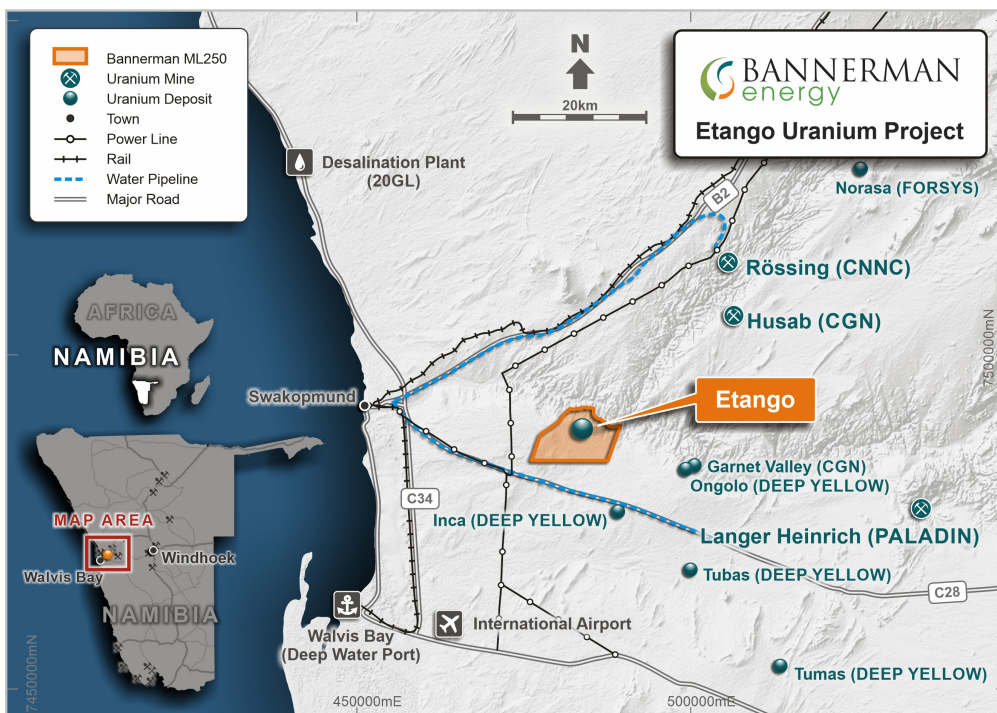 Bannerman ML250
Uranium Mine
Uranium Deposit
Town
Power Line
Rail
Water Pipeline
Major Road
N
20km
BANNERMAN
energy
Etango Uranium Project
Desalination Plant
(20GL)
B2
Norasa (FORSYS)
Rössing (CNNC)
Husab (CGN)
7500000mN
AFRICA
NAMIBIA
Swakopmund
Etango
Garnet Valley (CGN)
Ongolo (DEEP YELLOW)
C34
Inca (DEEP YELLOW)
Langer Heinrich (PALADIN)
MAP AREA
Windhoek
Walvis Bay
NAMIBIA
Tubas (DEEP YELLOW)
C28
Walvis Bay
(Deep Water Port)
International Airport
Tumas (DEEP YELLOW)
7450000mN
450000mE
500000mE